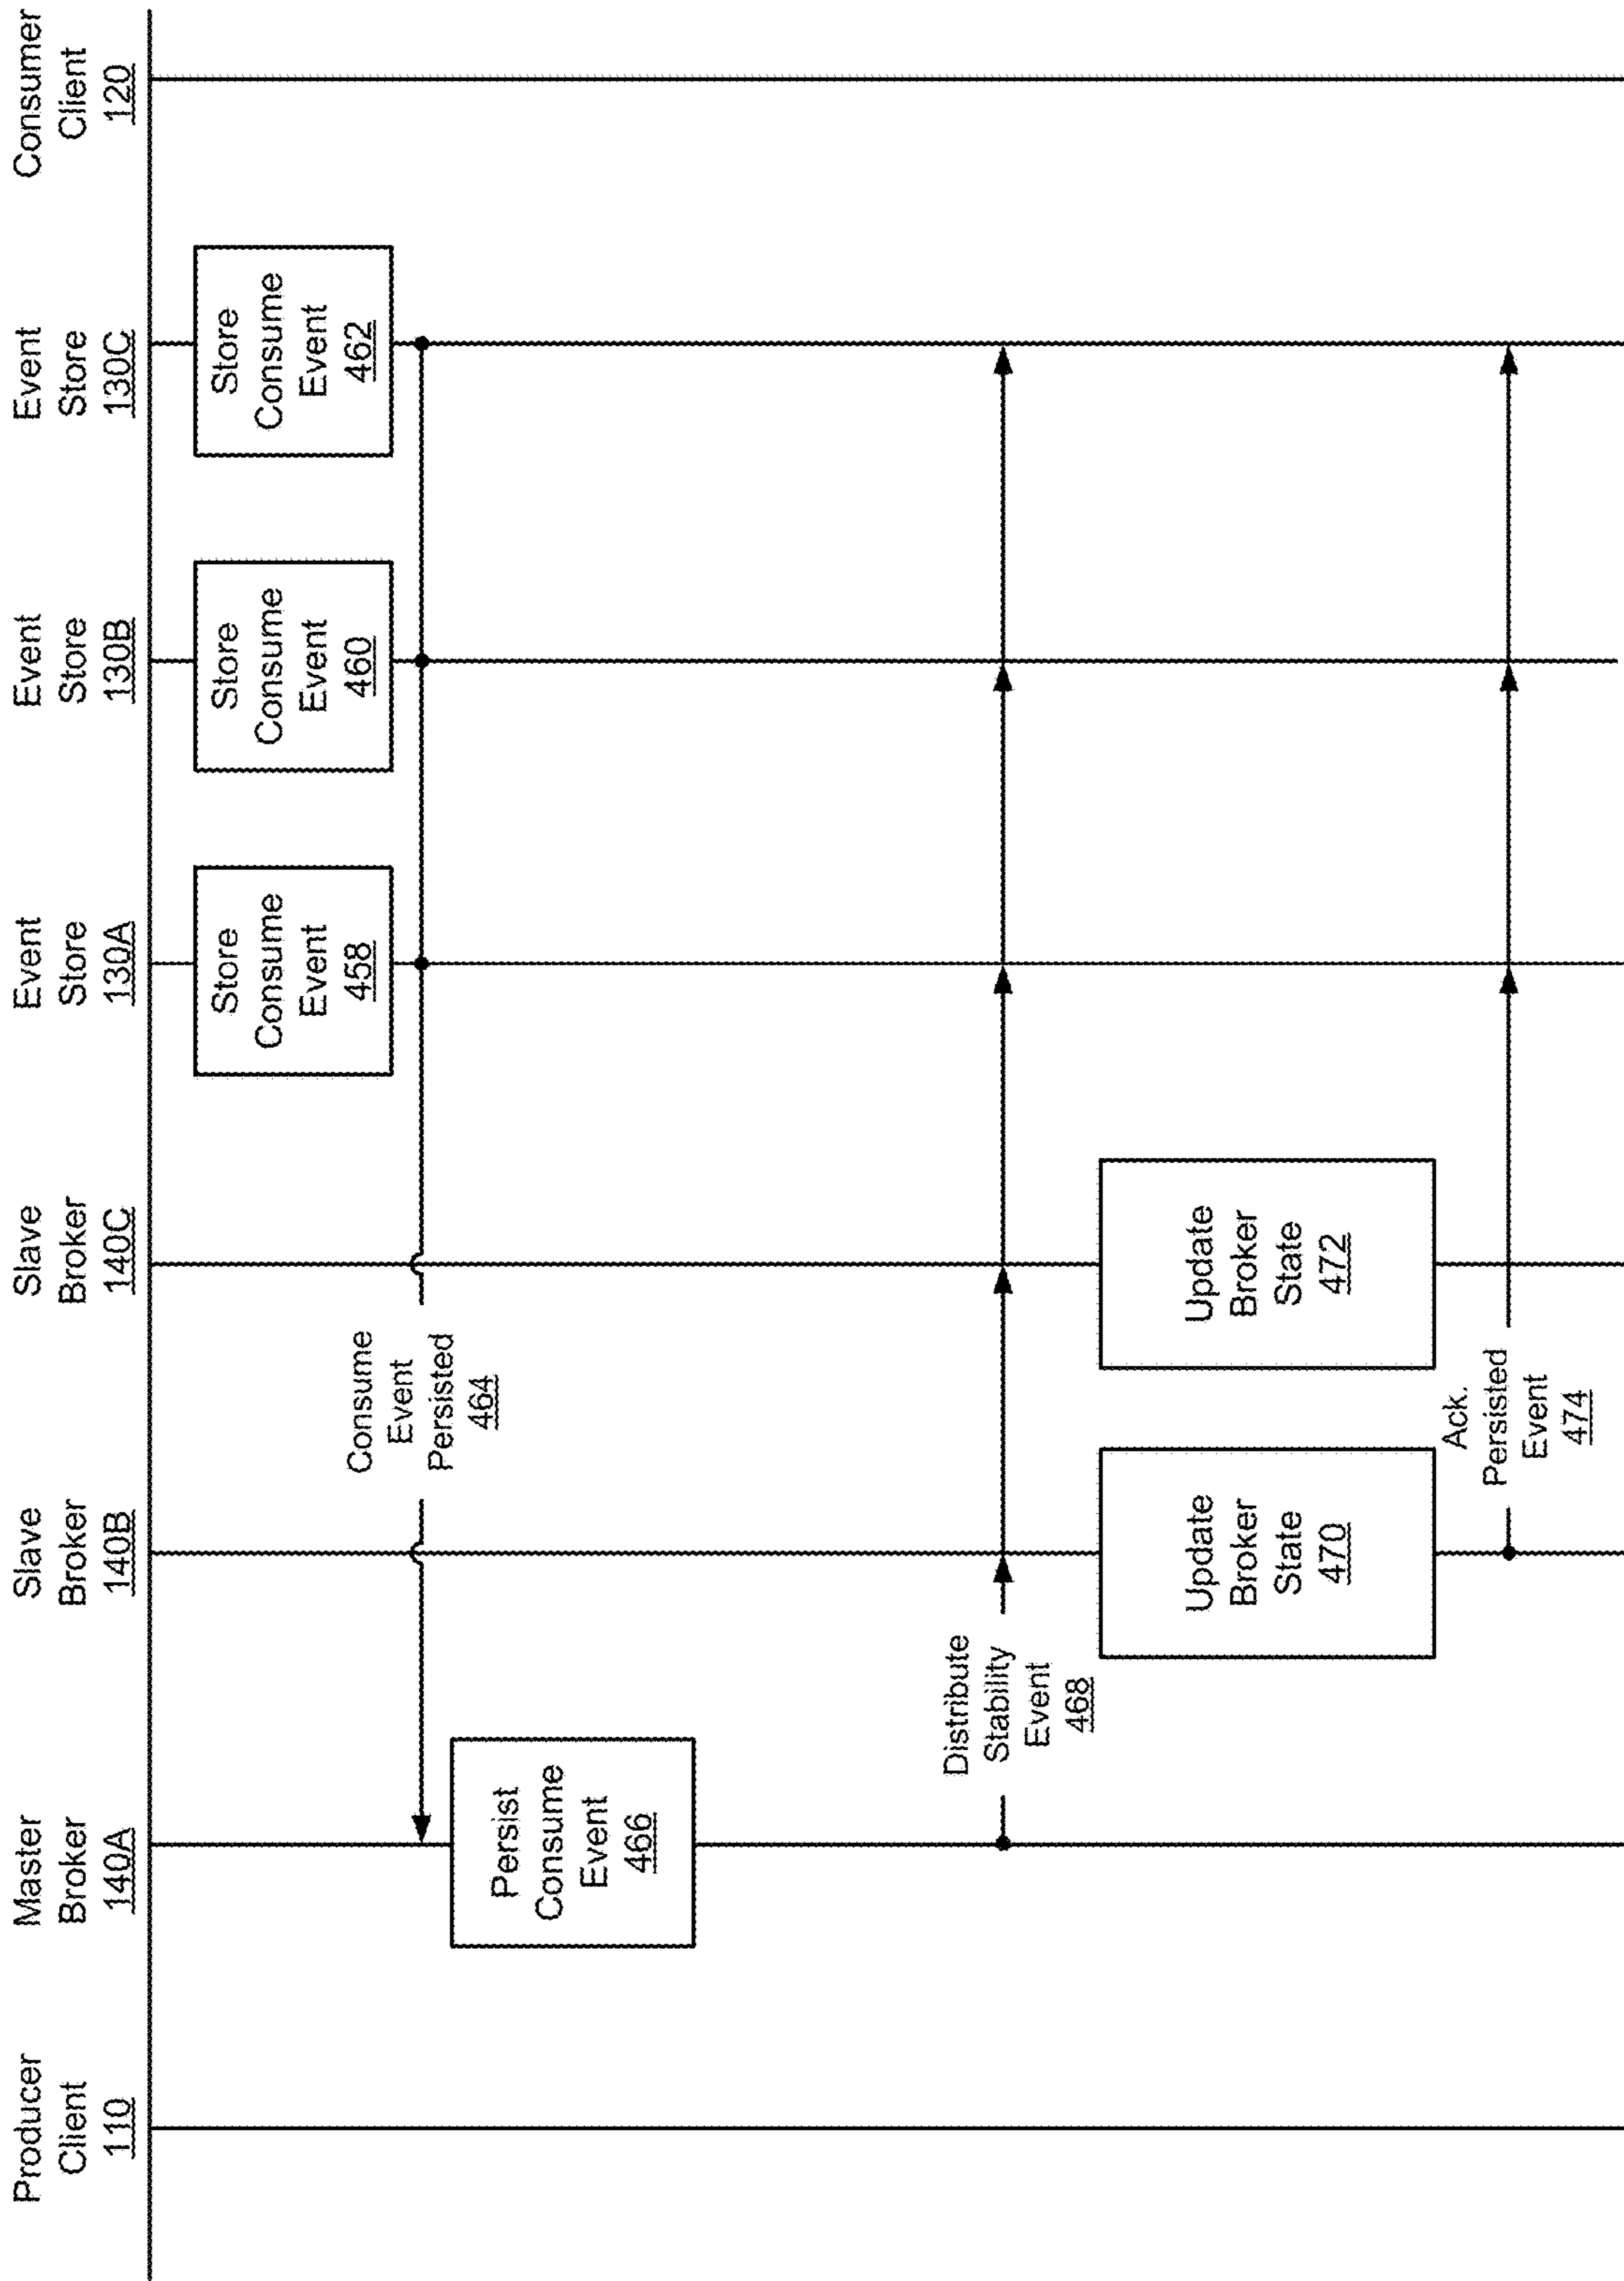 Producer
Client
110
Master
Broker
140A
Slave
Broker
140B
Slave
Broker
140C
Event
Store
130A
Event
Store
130B
Event
Store
130C
Consumer
Client
120
Store
Consume
Event
458
Store
Consume
Event
460
Store
Consume
Event
462
Consume
Event
Persisted
464
Persist
Consume
Event
466
Distribute
Stability
Event
468
Update
Broker
State
470
Update
Broker
State
472
Ack.
Persisted
Event
474